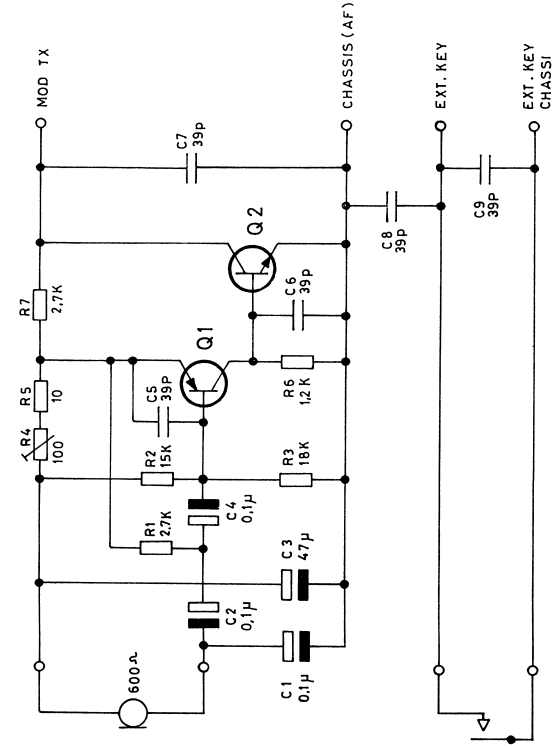 MOD TX
CHASSIS (AF)
EXT. KEY
EXT. KEY
CHASSI
C7
39p
C8
39p
C9
39p
Q2
R7
2,7K
C6
39p
Q1
R5
10
R4
100
C5
39P
R6
1,2 K
R2
15K
R3
18K
R1
2,7K
C4
0,1µ
C3
47µ
C2
0,1µ
C1
0,1µ
600Ω